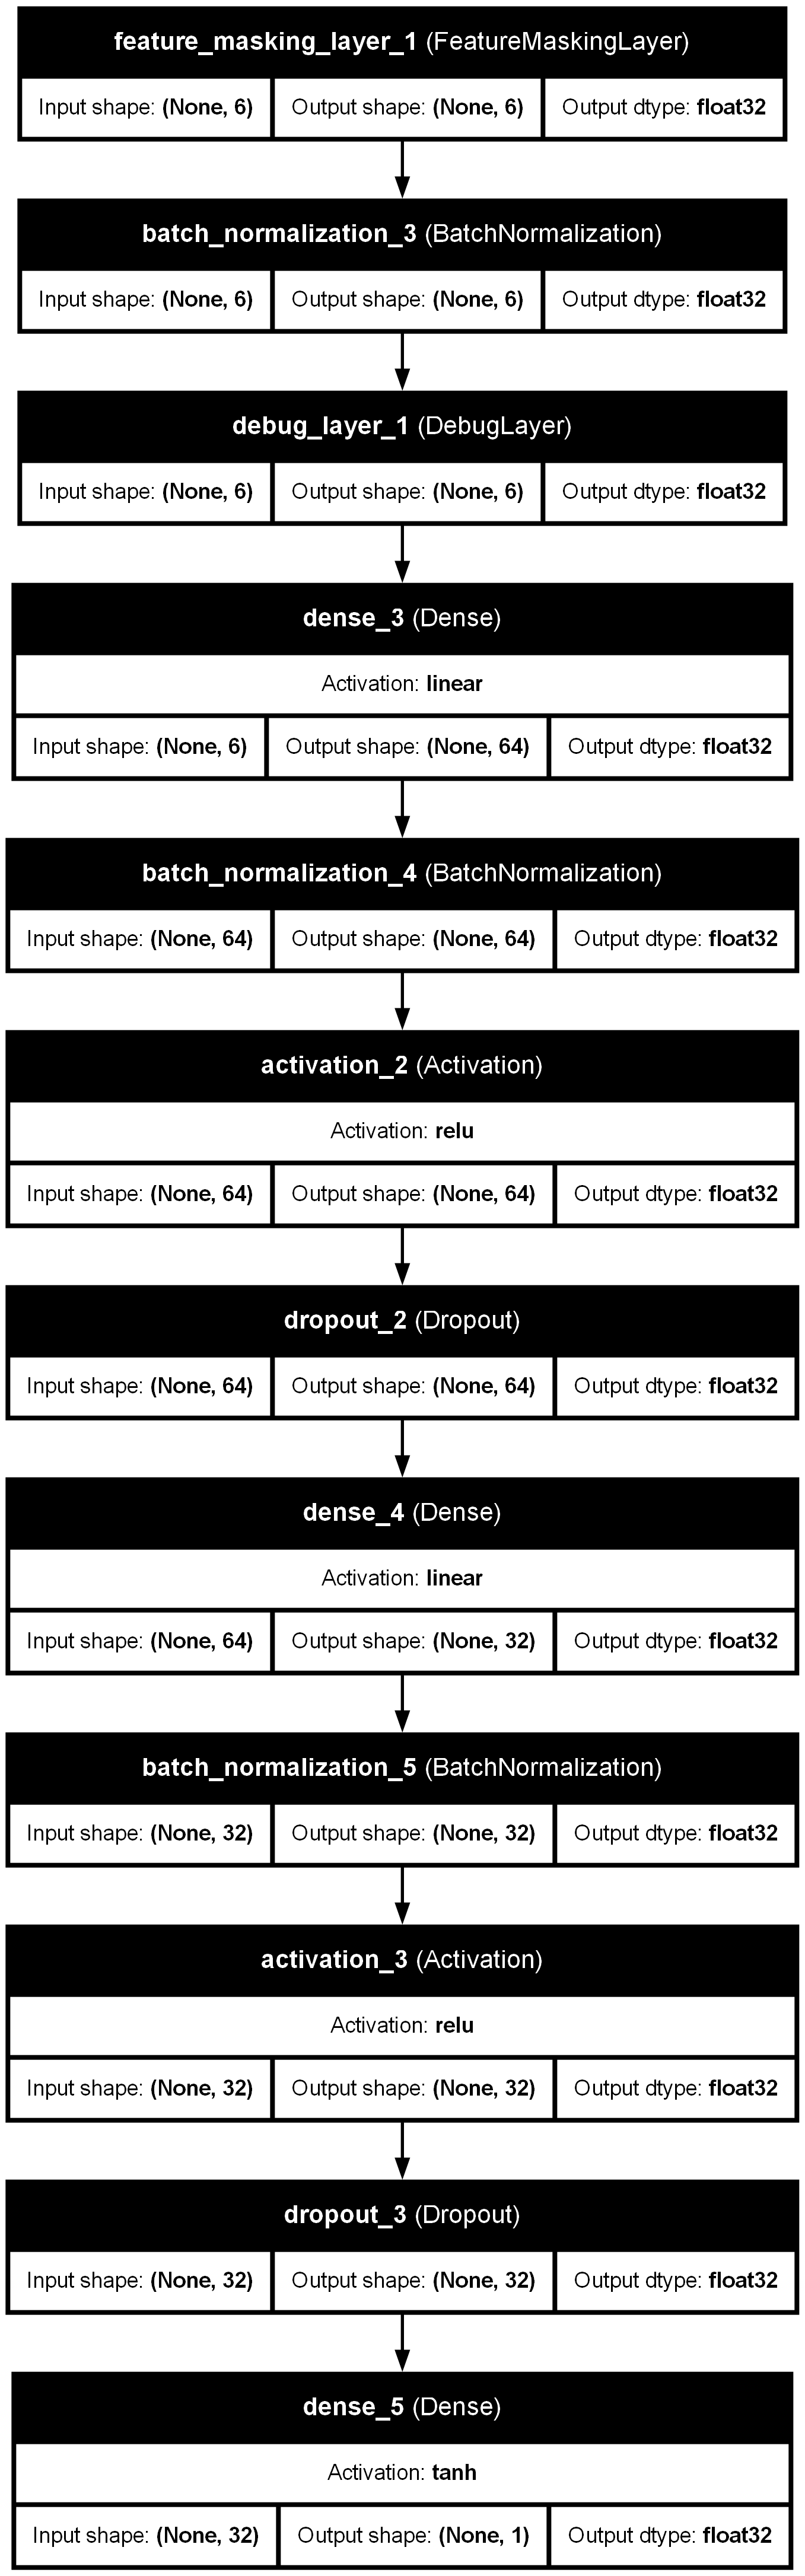 feature_masking_layer_1 (FeatureMaskingLayer)
Input shape: (None, 6) Output shape: (None, 6) Output dtype: float32
batch_normalization_3 (BatchNormalization)
Input shape: (None, 6) Output shape: (None, 6) Output dtype: float32
debug_layer_1 (DebugLayer)
Input shape: (None, 6) Output shape: (None, 6) Output dtype: float32
dense_3 (Dense)
Activation: linear
Input shape: (None, 6) Output shape: (None, 64) Output dtype: float32
batch_normalization_4 (BatchNormalization)
Input shape: (None, 64) Output shape: (None, 64) Output dtype: float32
activation_2 (Activation)
Activation: relu
Input shape: (None, 64) Output shape: (None, 64) Output dtype: float32
dropout_2 (Dropout)
Input shape: (None, 64) Output shape: (None, 64) Output dtype: float32
dense_4 (Dense)
Activation: linear
Input shape: (None, 64) Output shape: (None, 32) Output dtype: float32
batch_normalization_5 (BatchNormalization)
Input shape: (None, 32) Output shape: (None, 32) Output dtype: float32
activation_3 (Activation)
Activation: relu
Input shape: (None, 32) Output shape: (None, 32) Output dtype: float32
dropout_3 (Dropout)
Input shape: (None, 32) Output shape: (None, 32) Output dtype: float32
dense_5 (Dense)
Activation: tanh
Input shape: (None, 32) Output shape: (None, 1) Output dtype: float32